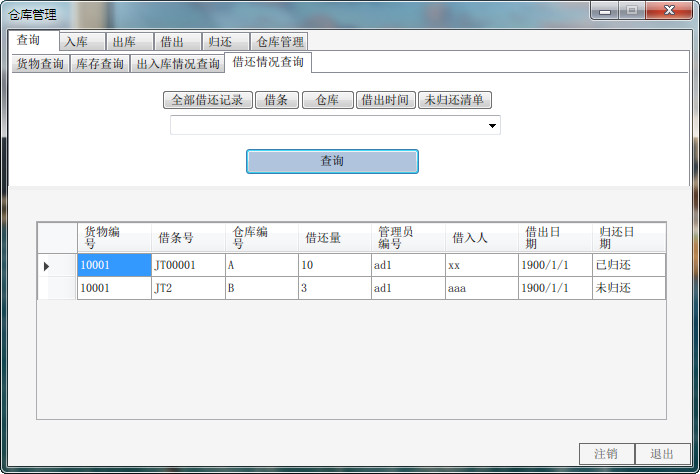 仓库管理
查询 入库 出库 借出 归还 仓库管理
货物查询 库存查询 出入库情况查询 借还情况查询
全部借还记录 借条 仓库 借出时间 未归还清单
查询
货物编号 借条号 仓库编号 借还量 管理员编号 借入人 借出日期 归还日期
10001 JT00001 A 10 ad1 xx 1900/1/1 已归还
10001 JT2 B 3 ad1 aaa 1900/1/1 未归还
注销 退出